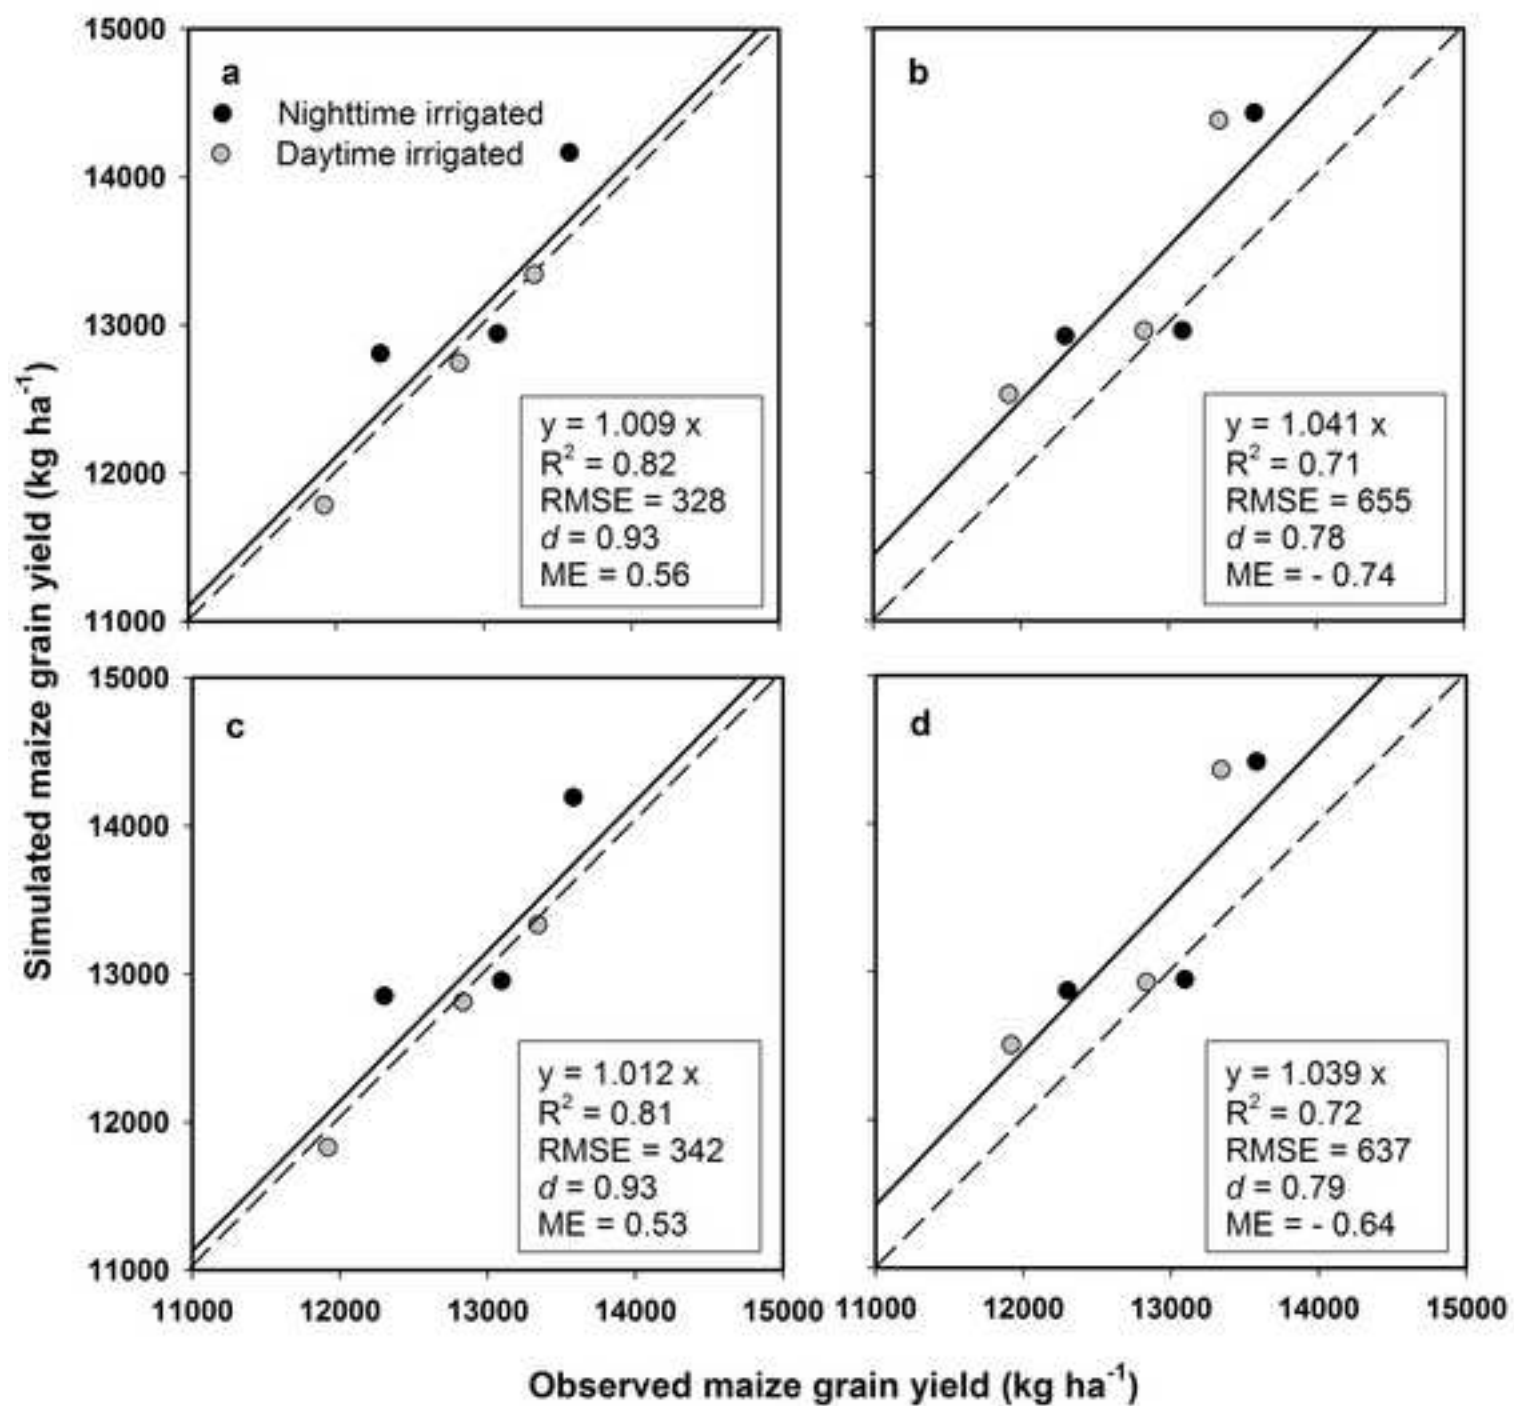 Simulated maize grain yield (kg ha⁻¹)
15000
14000
13000
12000
11000
a
Nighttime irrigated
Daytime irrigated
y = 1.009 x
R² = 0.82
RMSE = 328
d = 0.93
ME = 0.56
b
y = 1.041 x
R² = 0.71
RMSE = 655
d = 0.78
ME = - 0.74
15000
14000
13000
12000
11000
c
y = 1.012 x
R² = 0.81
RMSE = 342
d = 0.93
ME = 0.53
d
y = 1.039 x
R² = 0.72
RMSE = 637
d = 0.79
ME = - 0.64
11000 12000 13000 14000 15000 11000 12000 13000 14000 15000
Observed maize grain yield (kg ha⁻¹)